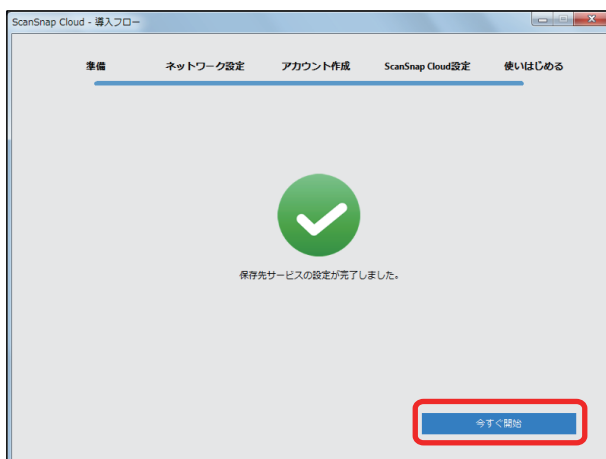 ScanSnap Cloud - 導入フロー
準備 ネットワーク設定 アカウント作成 ScanSnap Cloud設定 使いはじめる
保存先サービスの設定が完了しました。
今すぐ開始